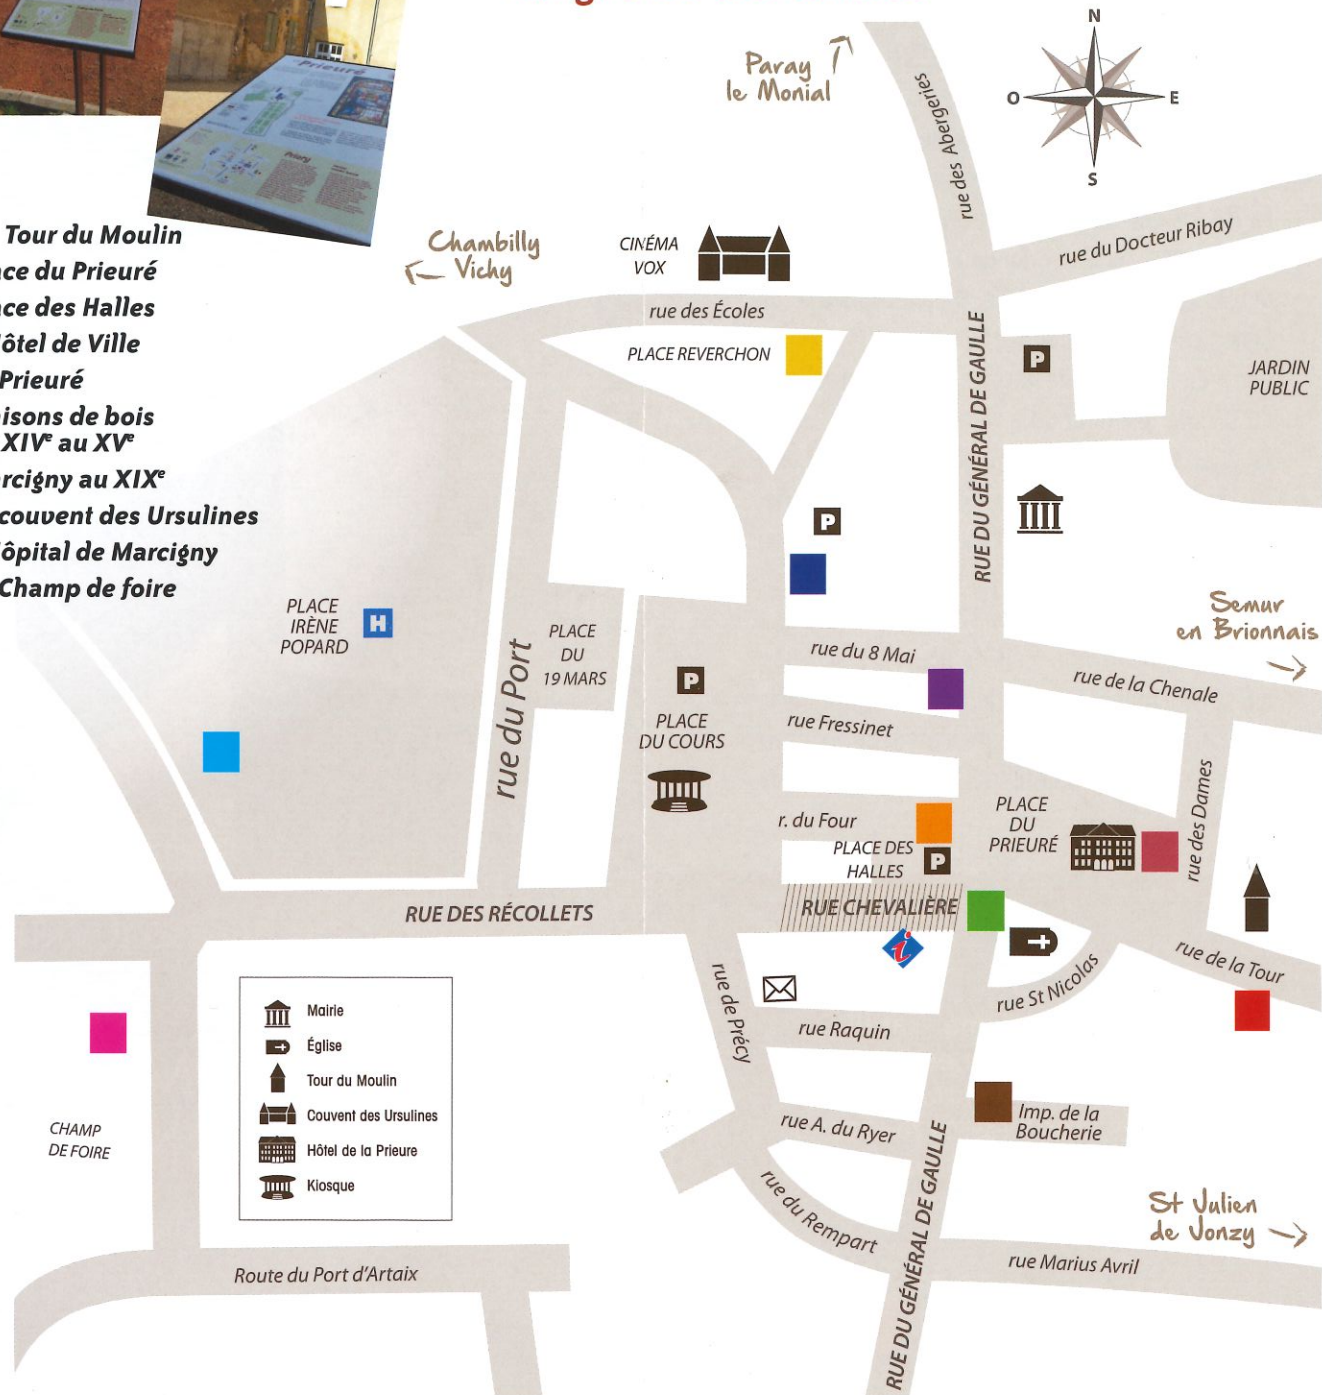 Prieuré
Priory
Tour du Moulin
ce du Prieuré
ce des Halles
ôtel de Ville
Prieuré
isons de bois
XIVe au XVe
rcigny au XIXe
couvent des Ursulines
ôpital de Marcigny
Champ de foire
N
O
E
S
Paray
le Monial
rue des Abergeries
rue du Docteur Ribay
Chambilly
Vichy
CINÉMA
VOX
rue des Écoles
PLACE REVERCHON
RUE DU GÉNÉRAL DE GAULLE
P
JARDIN
PUBLIC
P
PLACE
IRÈNE
POPARD
H
rue du Port
PLACE
DU
19 MARS
P
PLACE
DU COURS
rue du 8 Mai
rue Fressinet
r. du Four
PLACE DES
HALLES
P
Semur
en Brionnais
rue de la Chenale
PLACE
DU
PRIEURÉ
rue des Dames
RUE DES RÉCOLLETS
RUE CHEVALIÈRE
i
rue de la Tour
rue St Nicolas
rue de Précy
rue Raquin
Mairie
Église
Tour du Moulin
Couvent des Ursulines
Hôtel de la Prieure
Kiosque
CHAMP
DE FOIRE
rue A. du Ryer
Imp. de la
Boucherie
rue du Rempart
RUE DU GÉNÉRAL DE GAULLE
St Julien
de Jonzy
rue Marius Avril
Route du Port d'Artaix